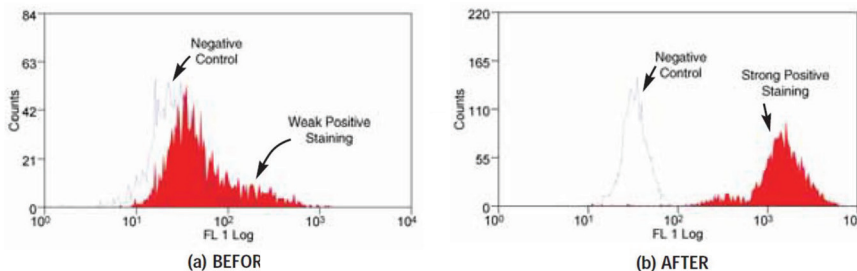 84
63
42
21
0
Counts
Negative
Control
Weak Positive
Staining
10⁰ 10¹ 10² 10³ 10⁴
FL 1 Log
(a) BEFOR
220
165
110
55
0
Counts
Negative
Control
Strong Positive
Staining
10⁰ 10¹ 10² 10³
FL 1 Log
(b) AFTER